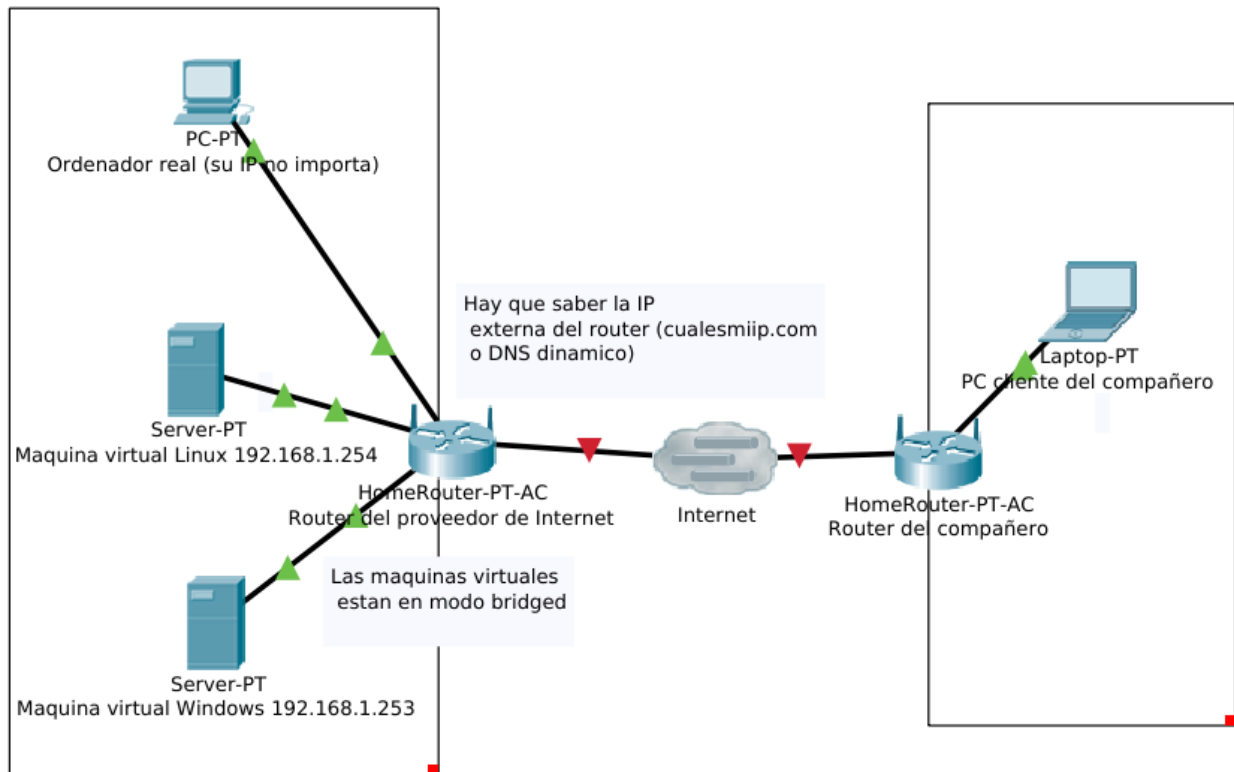 PC-PT
Ordenador real (su IP no importa)
Server-PT
Maquina virtual Linux 192.168.1.254
Server-PT
Maquina virtual Windows 192.168.1.253
Hay que saber la IP
externa del router (cualesmiip.com
o DNS dinamico)
HomeRouter-PT-AC
Router del proveedor de Internet
Las maquinas virtuales
estan en modo bridged
Internet
Laptop-PT
PC cliente del compañero
HomeRouter-PT-AC
Router del compañero